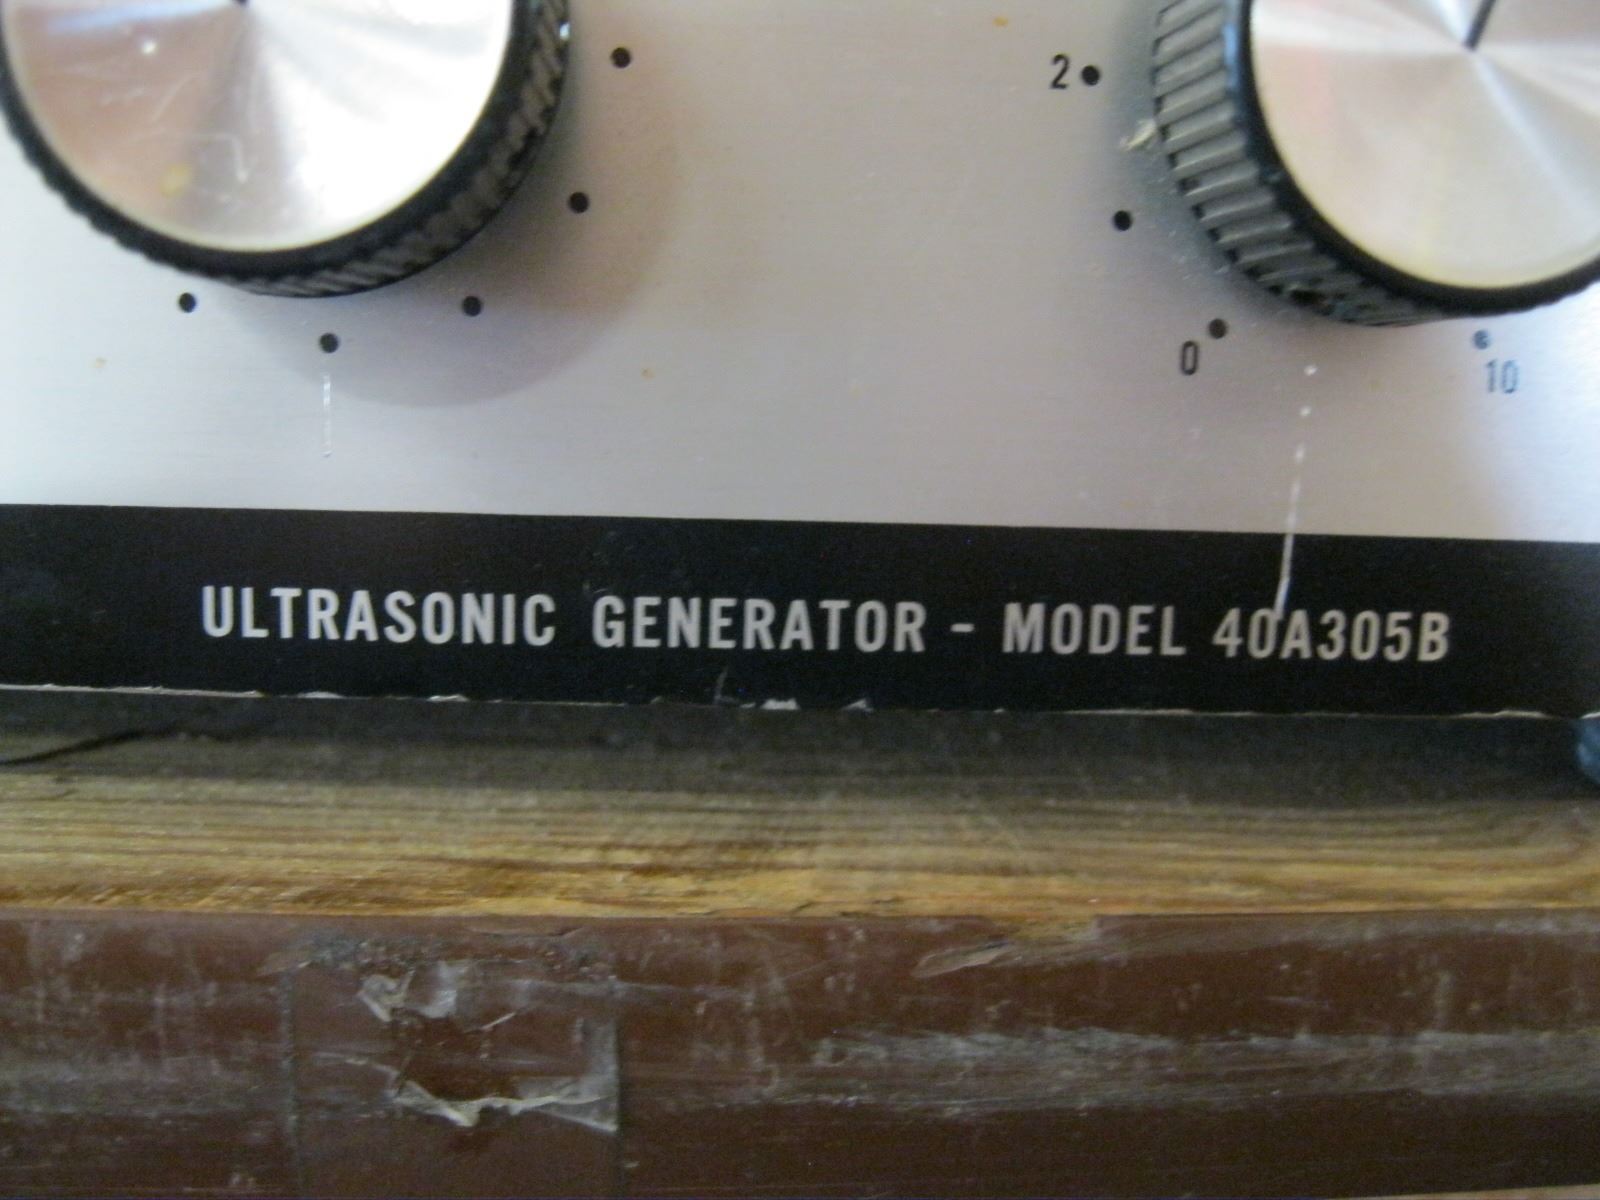 2
0
10
ULTRASONIC GENERATOR - MODEL 40A305B